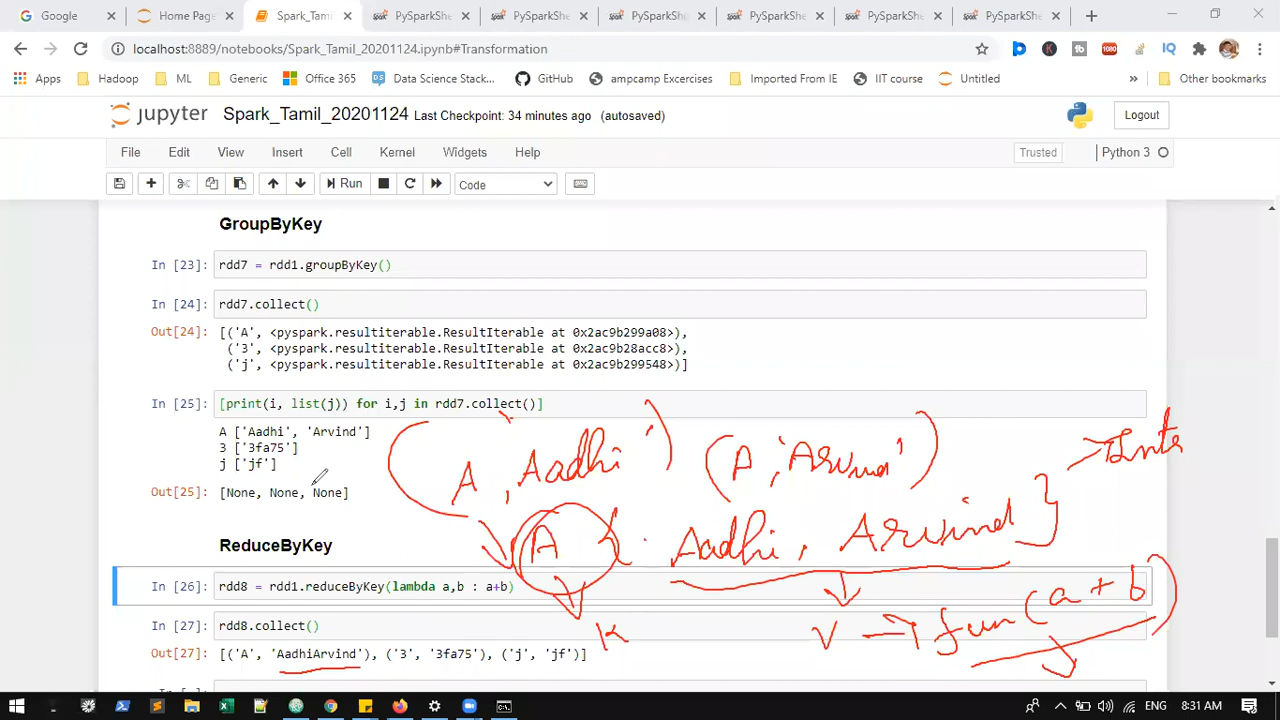 Google
Home Page
Spark_Tamil_20201124
PySparkShe
PySparkShe
PySparkShe
PySparkShe
PySparkShe
PySparkShe
localhost:8889/notebooks/Spark_Tamil_20201124.ipynb#Transformation
1080
IQ
Apps
Hadoop
ML
Generic
Office 365
Data Science Stack...
GitHub
ampcamp Excercises
Imported From IE
IIT course
Untitled
»
Other bookmarks
jupyter Spark_Tamil_20201124 Last Checkpoint: 34 minutes ago (autosaved)
Logout
File Edit View Insert Cell Kernel Widgets Help
Trusted
Python 3
Run
Code
GroupByKey
In [23]: rdd7 = rdd1.groupByKey()
In [24]: rdd7.collect()
Out[24]: [('A', <pyspark.resultiterable.ResultIterable at 0x2ac9b299a08>),
('3', <pyspark.resultiterable.ResultIterable at 0x2ac9b28acc8>),
('j', <pyspark.resultiterable.ResultIterable at 0x2ac9b299548>)]
In [25]: [print(i, list(j)) for i,j in rdd7.collect()]
A ['Aadhi', 'Arvind']
3 ['3fa75']
j ['jf']
Out[25]: [None, None, None]
(A, 'Aadhi') (A, 'Arvind')
A { Aadhi, Arvind }
ReduceByKey
In [26]: rdd8 = rdd1.reduceByKey(lambda a,b : a+b)
K V → fun(a + b)
In [27]: rdd8.collect()
Out[27]: [('A', 'AadhiArvind'), ('3', '3fa75'), ('j', 'jf')]
ENG 8:31 AM